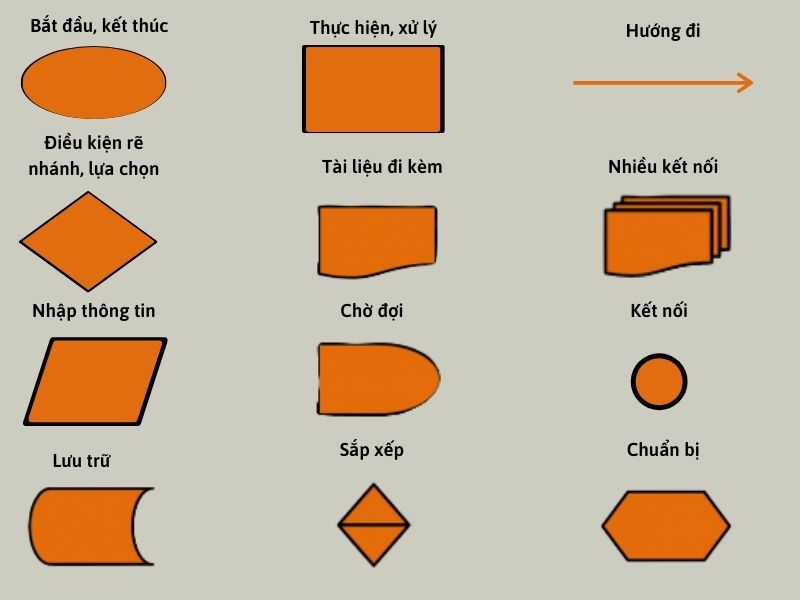 Bắt đầu, kết thúc
Thực hiện, xử lý
Hướng đi
Điều kiện rẽ
nhánh, lựa chọn
Tài liệu đi kèm
Nhiều kết nối
Nhập thông tin
Chờ đợi
Kết nối
Lưu trữ
Sắp xếp
Chuẩn bị